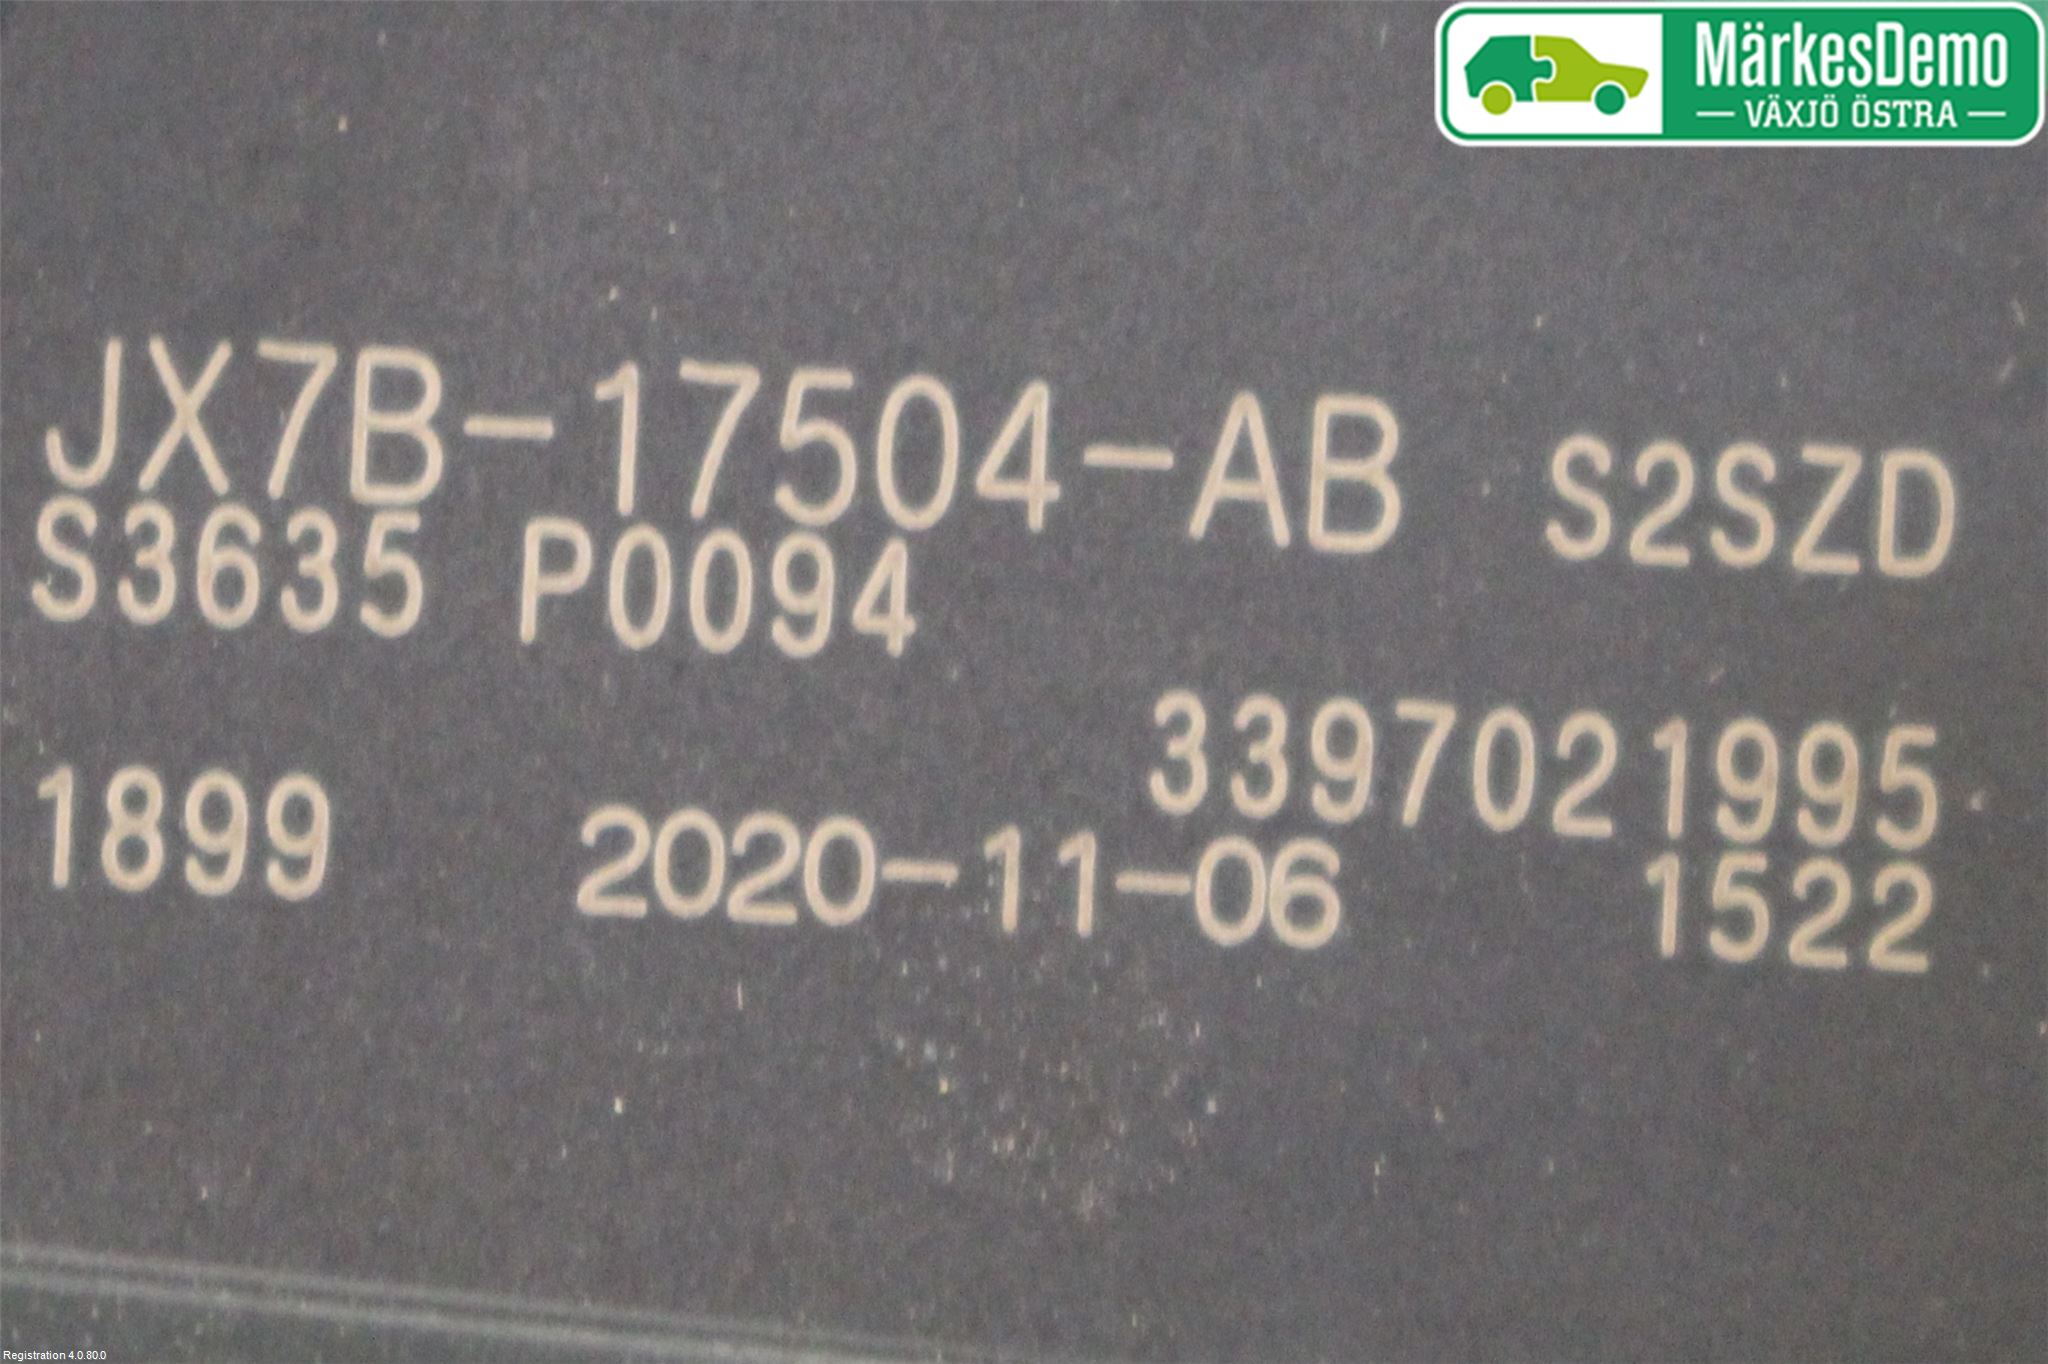 MärkesDemo
VÄXJÖ ÖSTRA
JX7B-17504-AB S2SZD
S3635 P0094
3397021995
1899 2020-11-06 1522
Registration 4.0.80.0